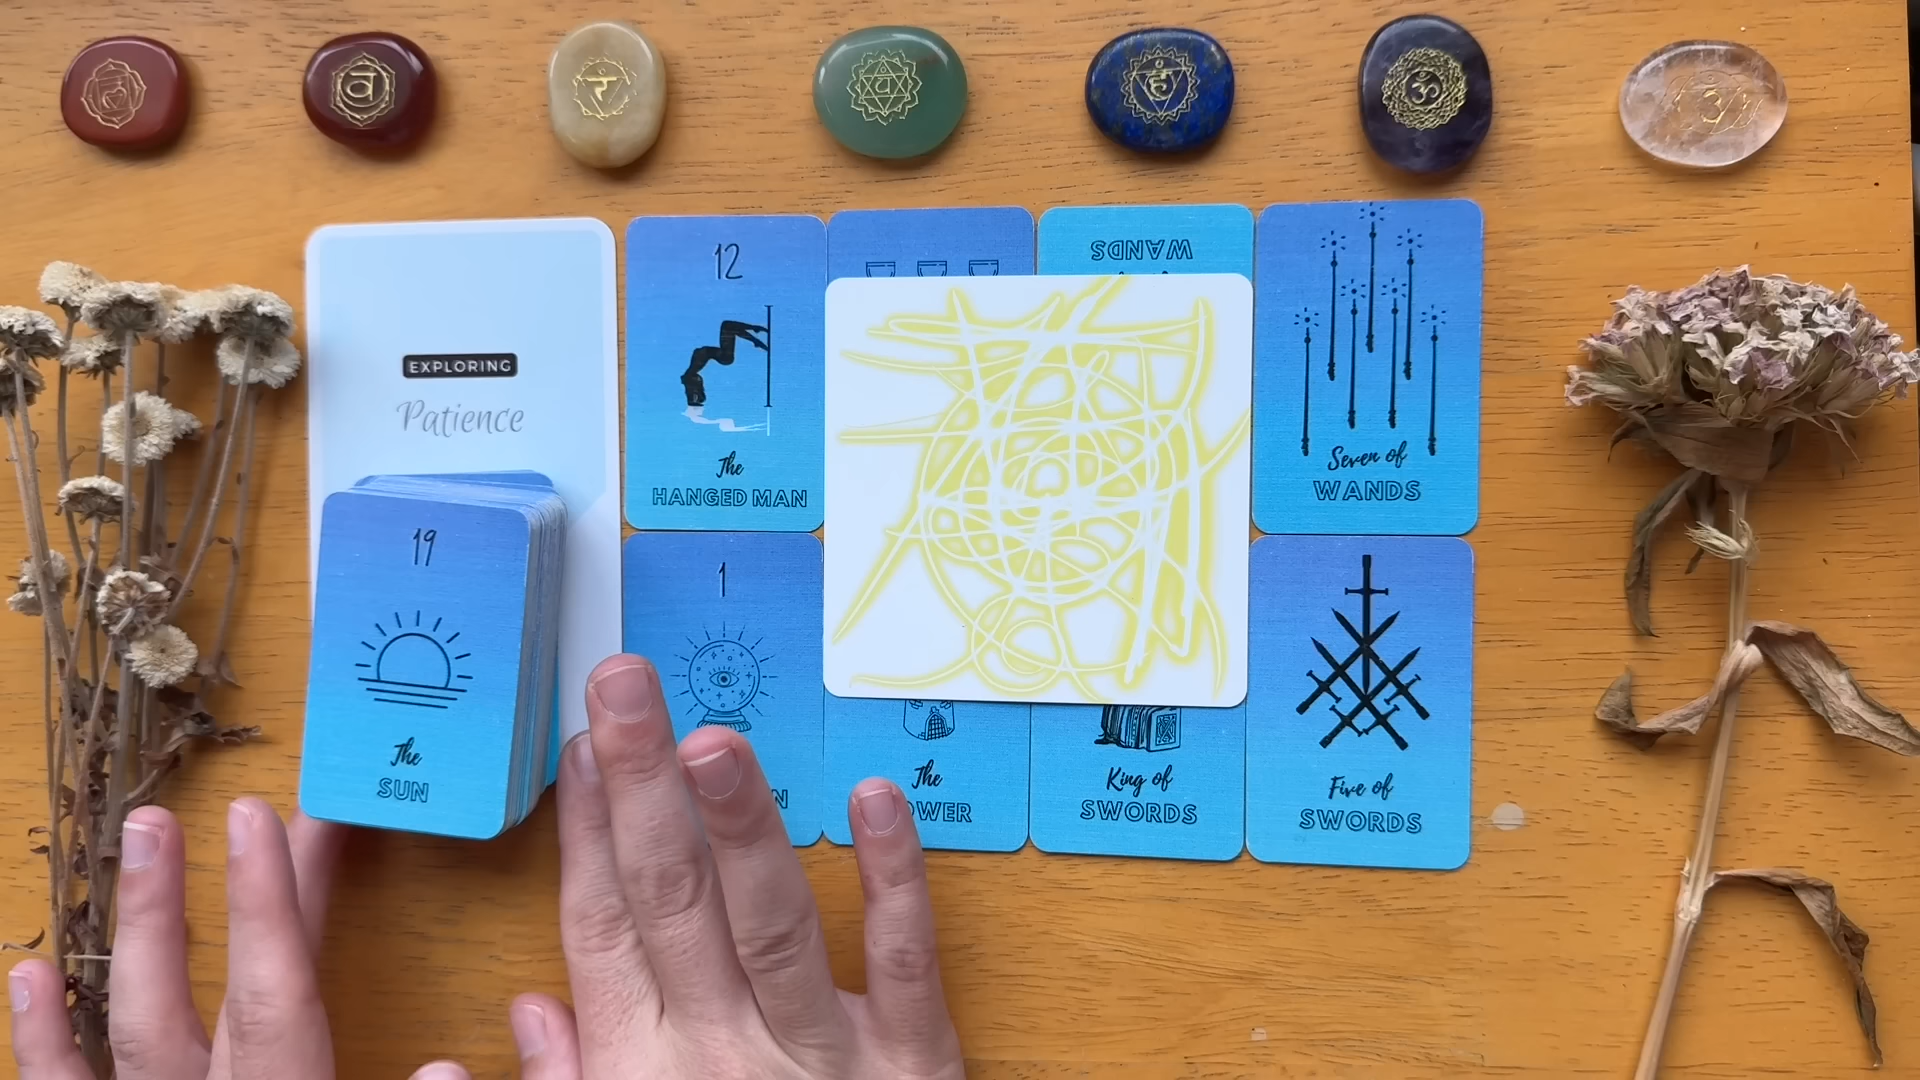 व
र
य
हं
ॐ
EXPLORING
Patience
12
The
HANGED MAN
WANDS
Seven of
WANDS
19
The
SUN
1
The
King of
SWORDS
Five of
SWORDS